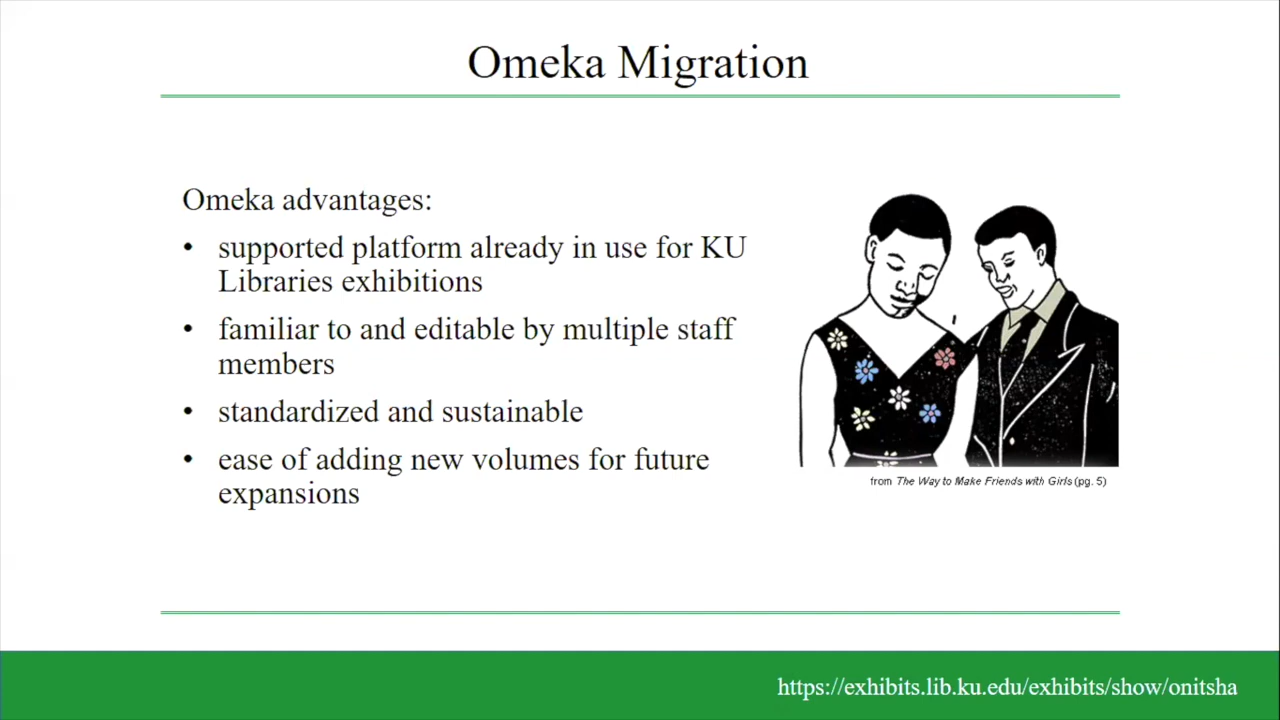 Omeka Migration
Omeka advantages:
• supported platform already in use for KU
Libraries exhibitions
• familiar to and editable by multiple staff
members
• standardized and sustainable
• ease of adding new volumes for future
expansions
from The Way to Make Friends with Girls (pg. 5)
https://exhibits.lib.ku.edu/exhibits/show/onitsha